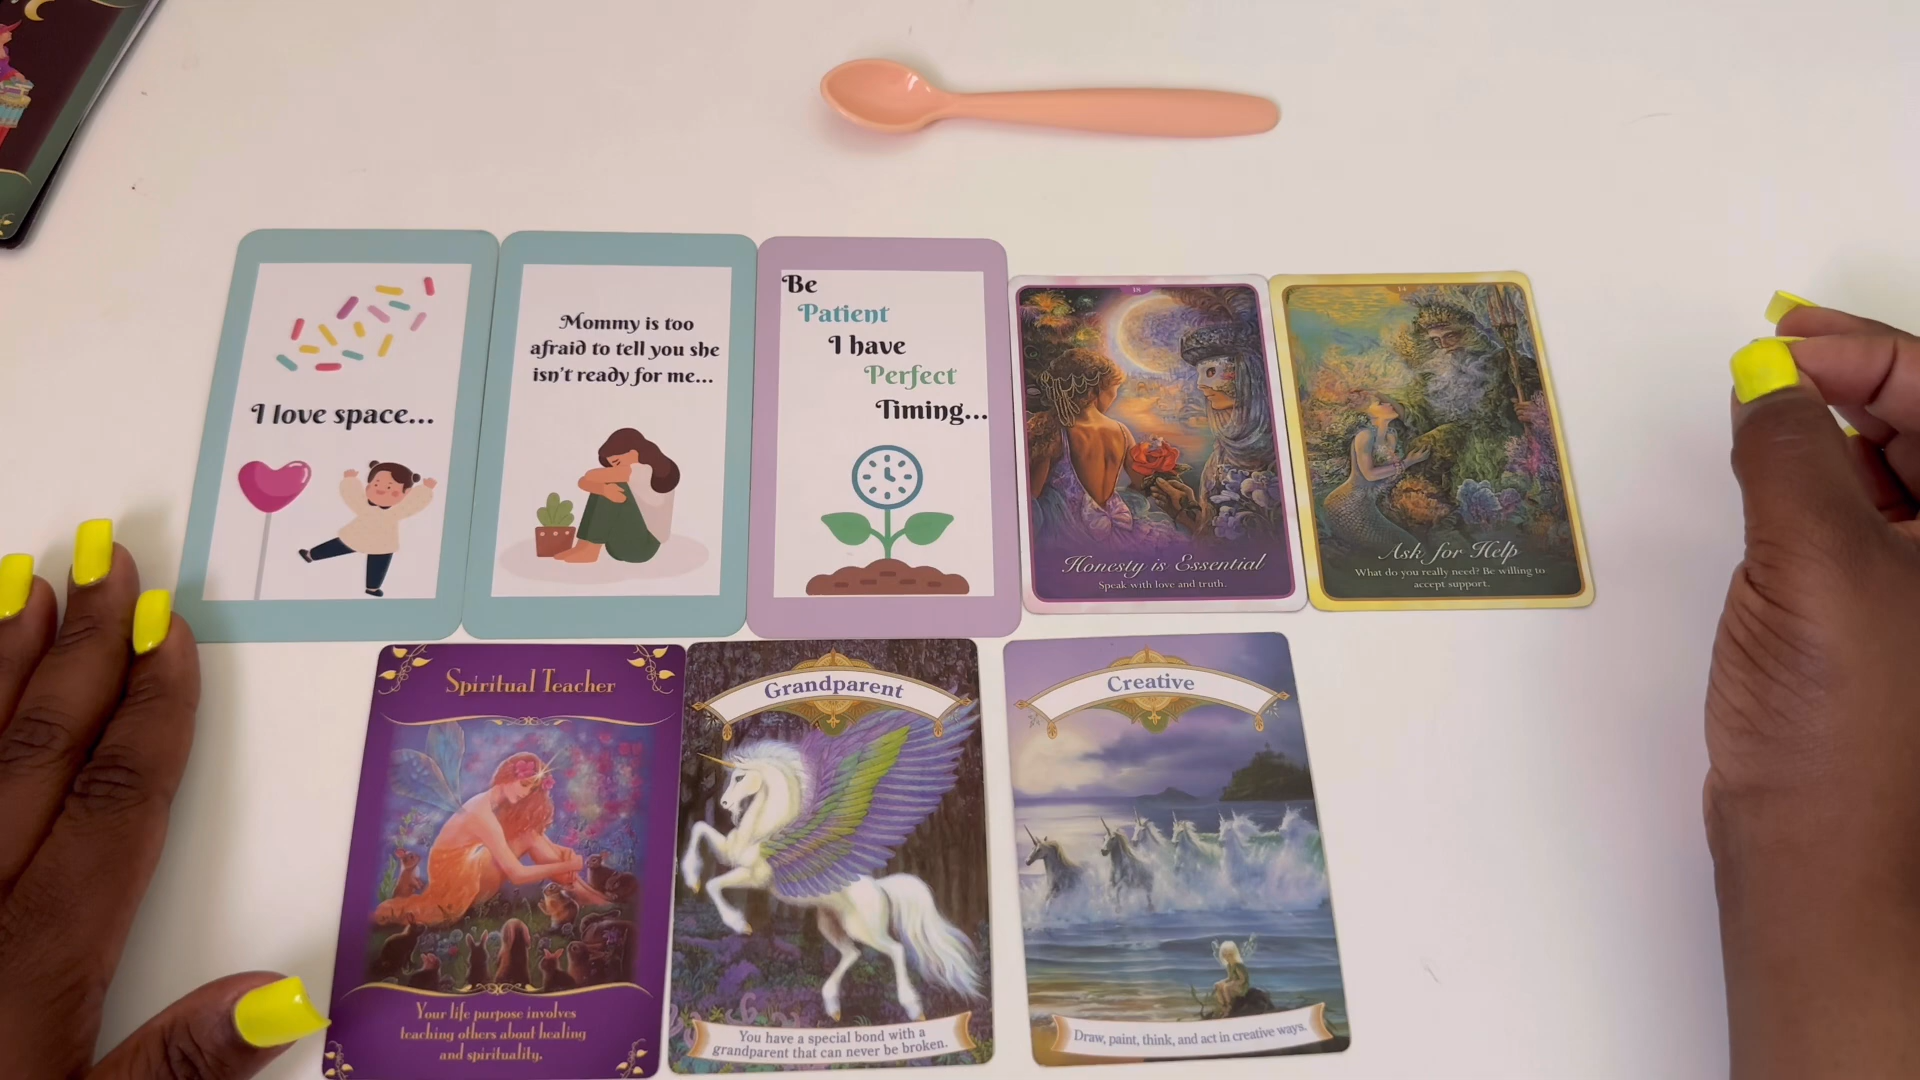 I love space...
Mommy is too
afraid to tell you she
isn't ready for me...
Be
Patient
I have
Perfect
Timing...
18
Honesty is Essential
Speak with love and truth.
14
Ask for Help
What do you really need? Be willing to
accept support.
Spiritual Teacher
Your life purpose involves
teaching others about healing
and spirituality.
Grandparent
You have a special bond with a
grandparent that can never be broken.
Creative
Draw, paint, think, and act in creative ways.